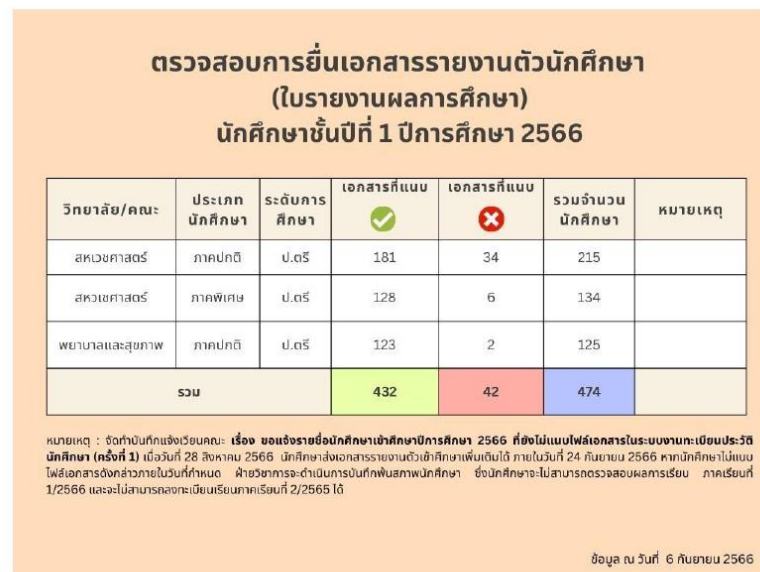 ตรวจสอบการยื่นเอกสารรายงานตัวนักศึกษา
(ใบรายงานผลการศึกษา)
นักศึกษาชั้นปีที่ 1 ปีการศึกษา 2566
วิทยาลัย/คณะ ประเภทนักศึกษา ระดับการศึกษา เอกสารที่แนบ เอกสารที่แนบ รวมจำนวนนักศึกษา หมายเหตุ
สหเวชศาสตร์ ภาคปกติ ป.ตรี 181 34 215
สหเวชศาสตร์ ภาคพิเศษ ป.ตรี 128 6 134
พยาบาลและสุขภาพ ภาคปกติ ป.ตรี 123 2 125
รวม 432 42 474
หมายเหตุ : จัดทำบันทึกแจ้งเวียนคณะ เรื่อง ขอแจ้งรายชื่อนักศึกษาเข้าศึกษาปีการศึกษา 2566 ที่ยังไม่แนบไฟล์เอกสารในระบบงานทะเบียนประวัติ
นักศึกษา (ครั้งที่ 1) เมื่อวันที่ 28 สิงหาคม 2566 นักศึกษาส่งเอกสารรายงานตัวเข้าศึกษาเพิ่มเติมได้ ภายในวันที่ 24 กันยายน 2566 หากนักศึกษาไม่แนบ
ไฟล์เอกสารดังกล่าวภายในวันที่กำหนด ฝ่ายวิชาการจะดำเนินการบันทึกพ้นสภาพนักศึกษา ซึ่งนักศึกษาจะไม่สามารถตรวจสอบผลการเรียน ภาคเรียนที่
1/2566 และจะไม่สามารถลงทะเบียนเรียนภาคเรียนที่ 2/2565 ได้
ข้อมูล ณ วันที่ 6 กันยายน 2566